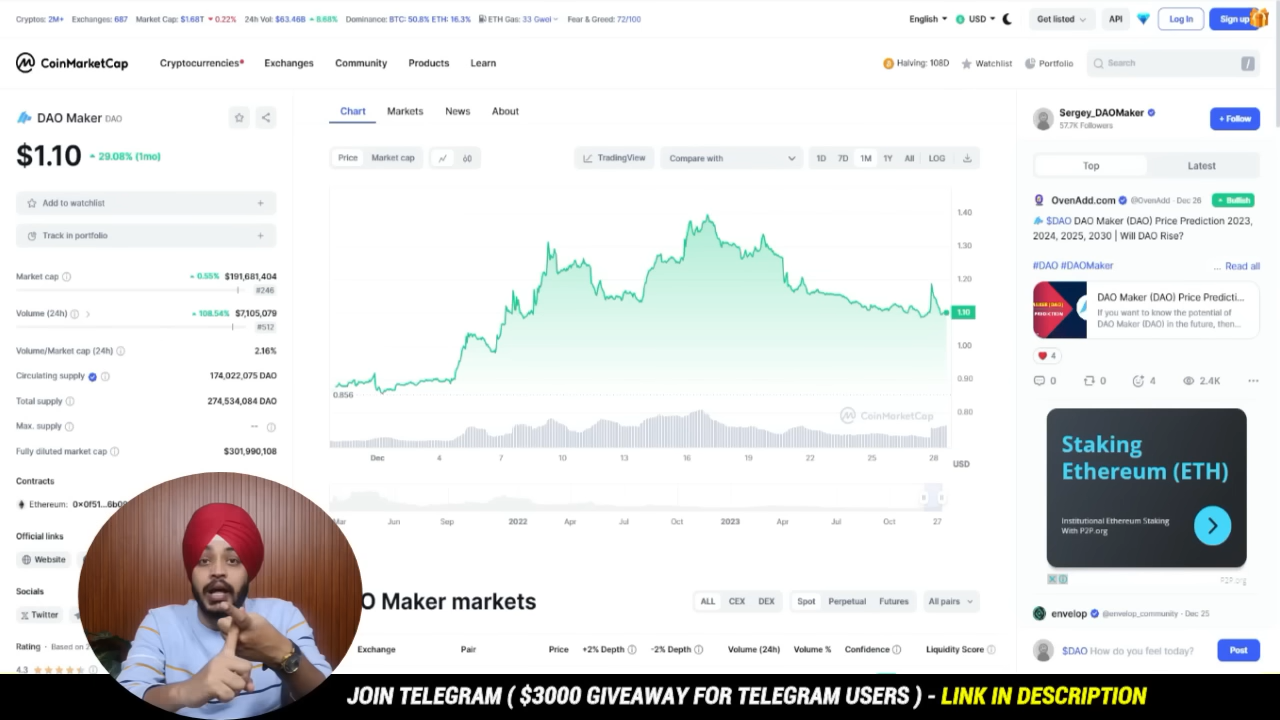 Cryptos: 2M+ Exchanges: 687 Market Cap: $1.68T 0.22% 24h Vol: $63.46B 8.68% Dominance: BTC: 50.8% ETH: 16.3% ETH Gas: 33 Gwei Fear & Greed: 72/100
English USD Get listed API Log In Sign up
CoinMarketCap Cryptocurrencies Exchanges Community Products Learn
Halving: 108D Watchlist Portfolio Search /
DAO Maker DAO
$1.10 29.08% (1mo)
Add to watchlist +
Track in portfolio +
Market cap 0.55% $191,681,404
#246
Volume (24h) 108.54% $7,105,079
#512
Volume/Market cap (24h) 2.16%
Circulating supply 174,022,075 DAO
Total supply 274,534,084 DAO
Max. supply --
Fully diluted market cap $301,990,108
Contracts
Ethereum:
Official links
Website
Socials
Twitter
Rating · Based on
4.3
Chart Markets News About
Price Market cap TradingView Compare with 1D 7D 1M 1Y All LOG
1.40
1.30
1.20
1.10
1.00
0.90
0.80
0.856
CoinMarketCap
Dec 4 7 10 13 16 19 22 25 28
USD
Mar Jun Sep 2022 Apr Jul Oct 2023 Apr Jul Oct 27
O Maker markets
ALL CEX DEX Spot Perpetual Futures All pairs
Exchange Pair Price +2% Depth -2% Depth Volume (24h) Volume % Confidence Liquidity Score
Sergey_DAOMaker
57.7K Followers
+ Follow
Top Latest
OvenAdd.com @OvenAdd · Dec 26 Bullish
$DAO DAO Maker (DAO) Price Prediction 2023,
2024, 2025, 2030 | Will DAO Rise?
#DAO #DAOMaker ... Read all
DAO Maker (DAO) Price Predicti...
If you want to know the potential of
DAO Maker (DAO) in the future, then...
4
0 0 4 2.4K
Staking
Ethereum (ETH)
Institutional Ethereum Staking
With P2P.org
P2P.org
envelop @envelop_community · Dec 25
$DAO How do you feel today? Post
JOIN TELEGRAM ( $3000 GIVEAWAY FOR TELEGRAM USERS ) - LINK IN DESCRIPTION